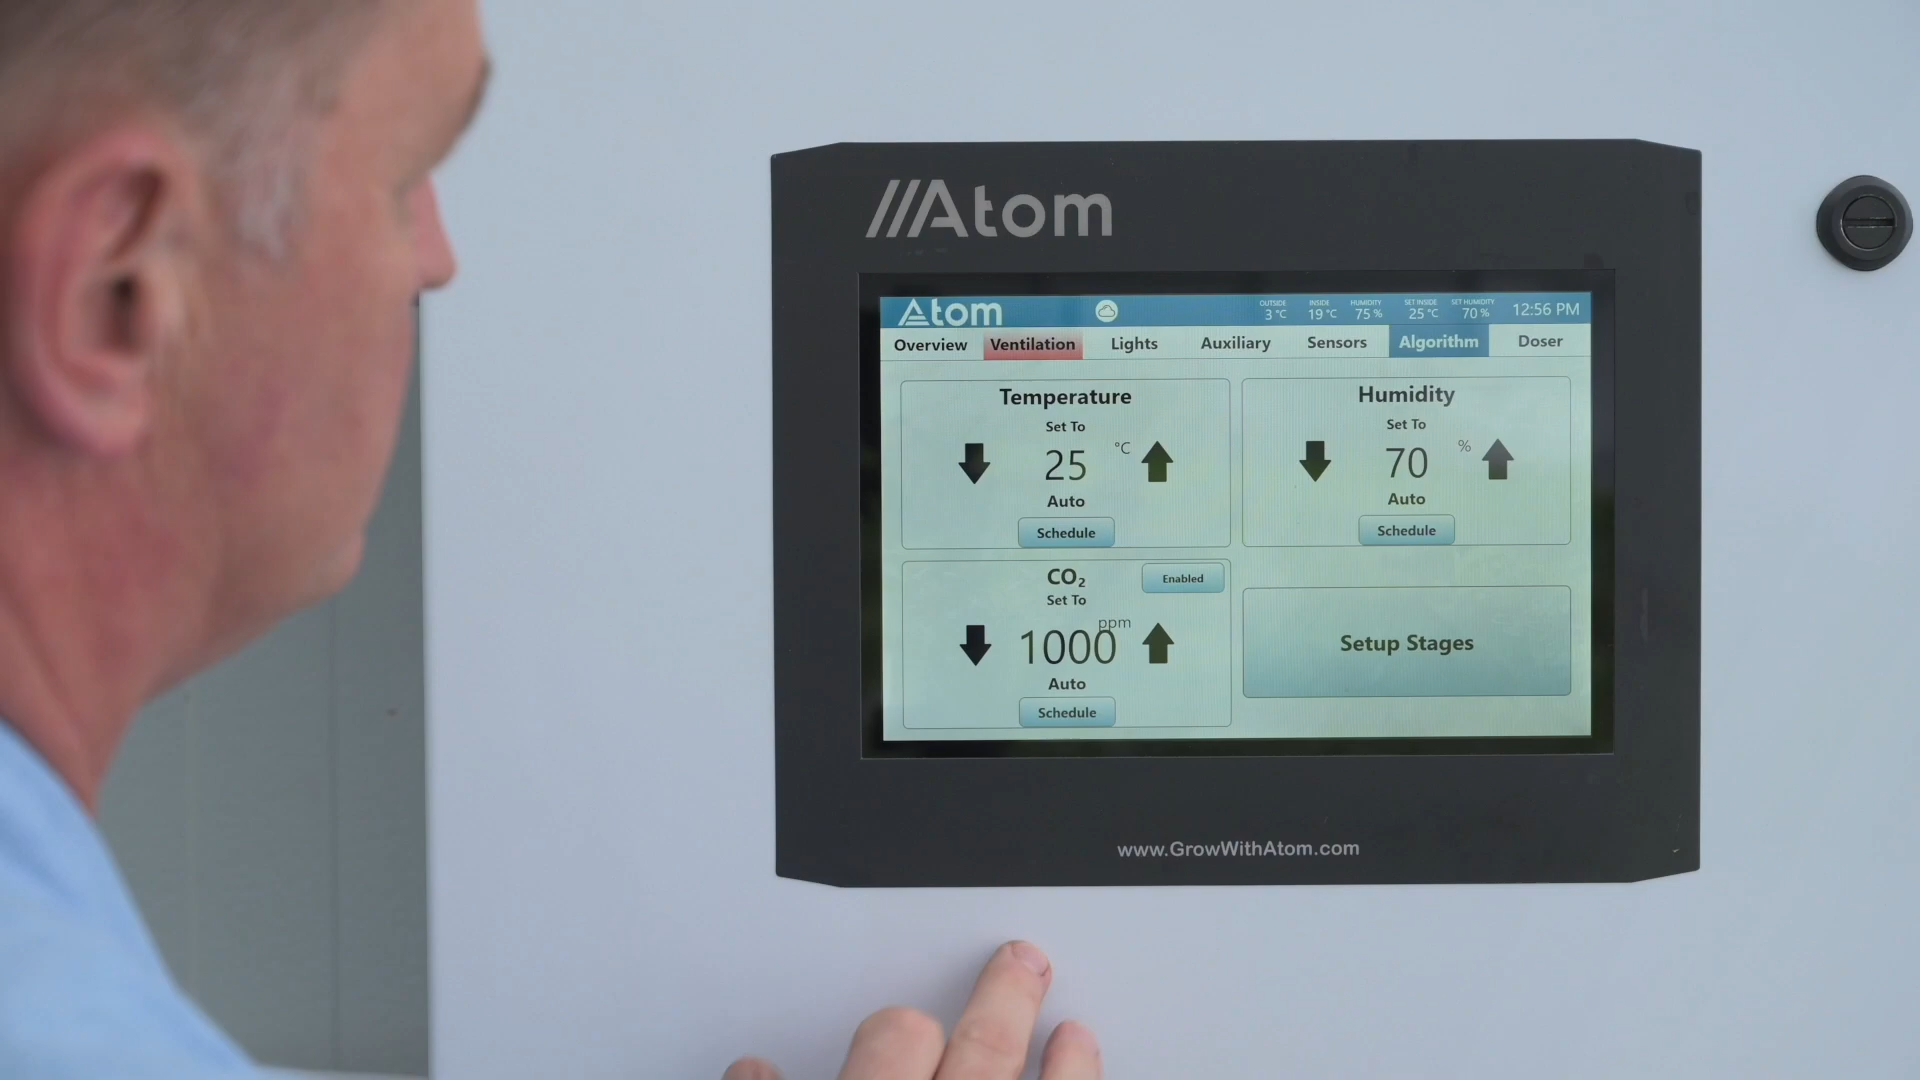 Atom
Atom
OUTSIDE INSIDE HUMIDITY SET INSIDE SET HUMIDITY
3 °C 19 °C 75 % 25 °C 70 % 12:56 PM
Overview Ventilation Lights Auxiliary Sensors Algorithm Doser
Temperature
Set To
25 °C
Auto
Schedule
Humidity
Set To
70 %
Auto
Schedule
CO₂ Enabled
Set To
1000 ppm
Auto
Schedule
Setup Stages
www.GrowWithAtom.com